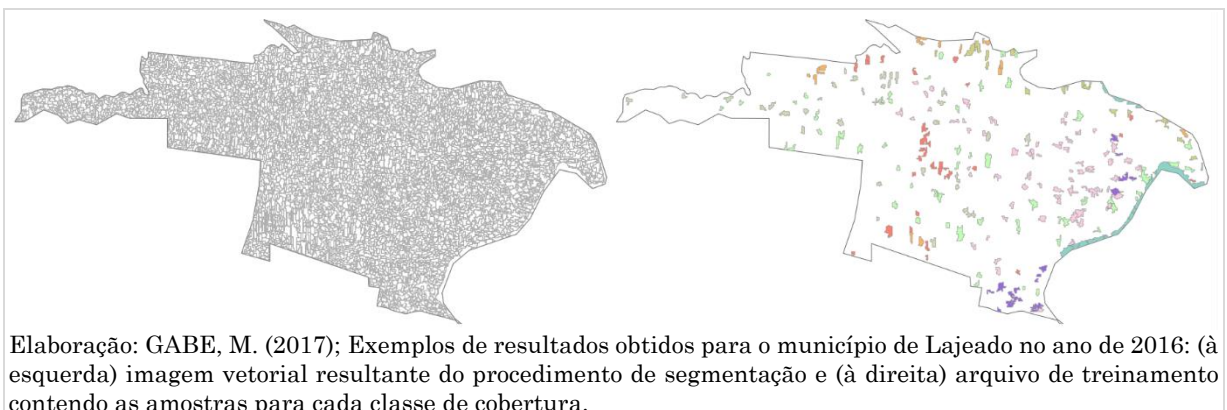 Elaboração: GABE, M. (2017); Exemplos de resultados obtidos para o município de Lajeado no ano de 2016: (à
esquerda) imagem vetorial resultante do procedimento de segmentação e (à direita) arquivo de treinamento
contendo as amostras para cada classe de cobertura.